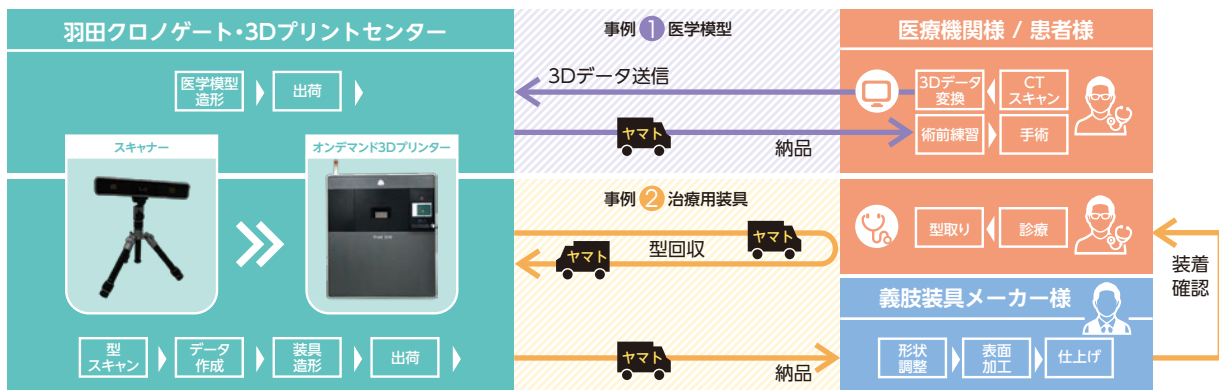 羽田クロノゲート・3Dプリントセンター
医学模型
造形
出荷
スキャナー
オンデマンド3Dプリンター
型
スキャン
データ
作成
装具
造形
出荷
事例 1 医学模型
3Dデータ送信
ヤマト
納品
事例 2 治療用装具
ヤマト
型回収
ヤマト
ヤマト
納品
医療機関様 / 患者様
3Dデータ
変換
CT
スキャン
術前練習
手術
型取り
診療
義肢装具メーカー様
形状
調整
表面
加工
仕上げ
装着
確認